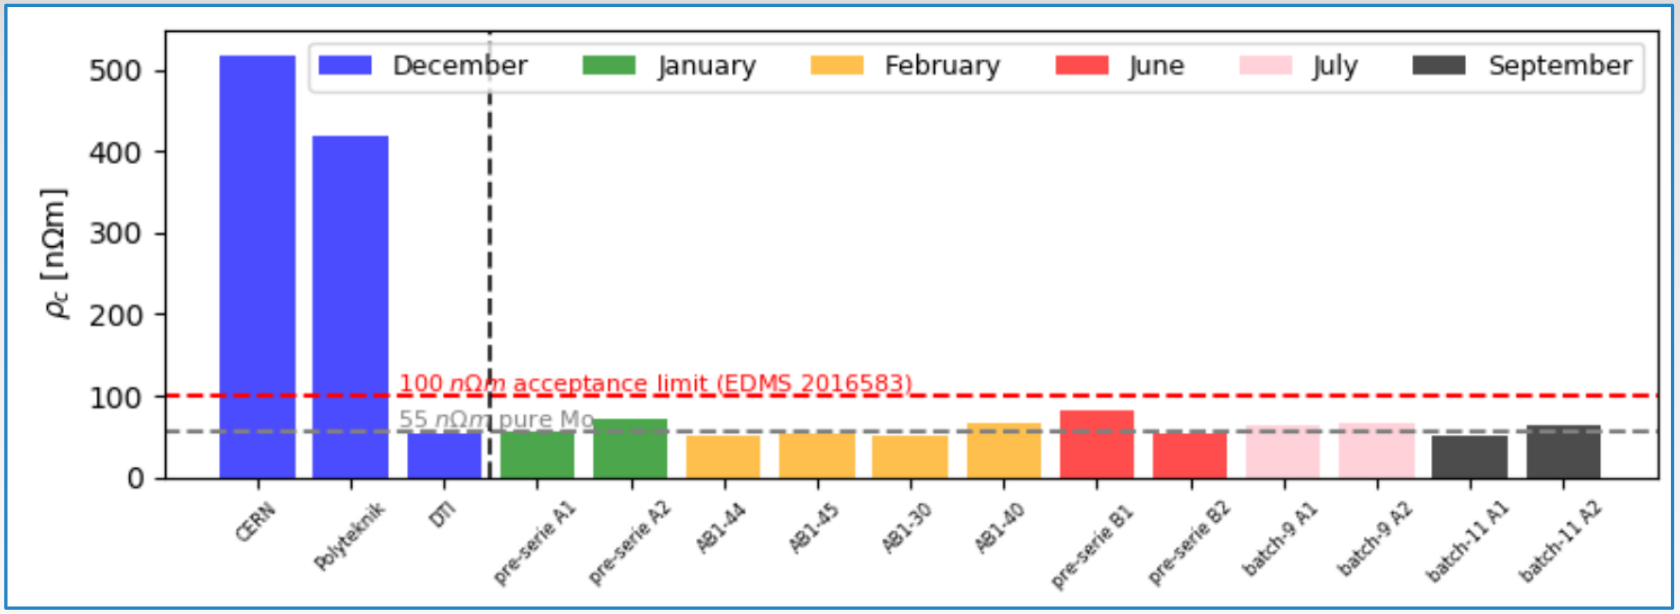 December January February June July September
500
400
300
200
100
0
ρc [nΩm]
100 nΩm acceptance limit (EDMS 2016583)
55 nΩm pure Mo
CERN
Polyteknik
DTI
pre-serie A1
pre-serie A2
AB1-44
AB1-45
AB1-30
AB1-40
pre-serie B1
pre-serie B2
batch-9 A1
batch-9 A2
batch-11 A1
batch-11 A2